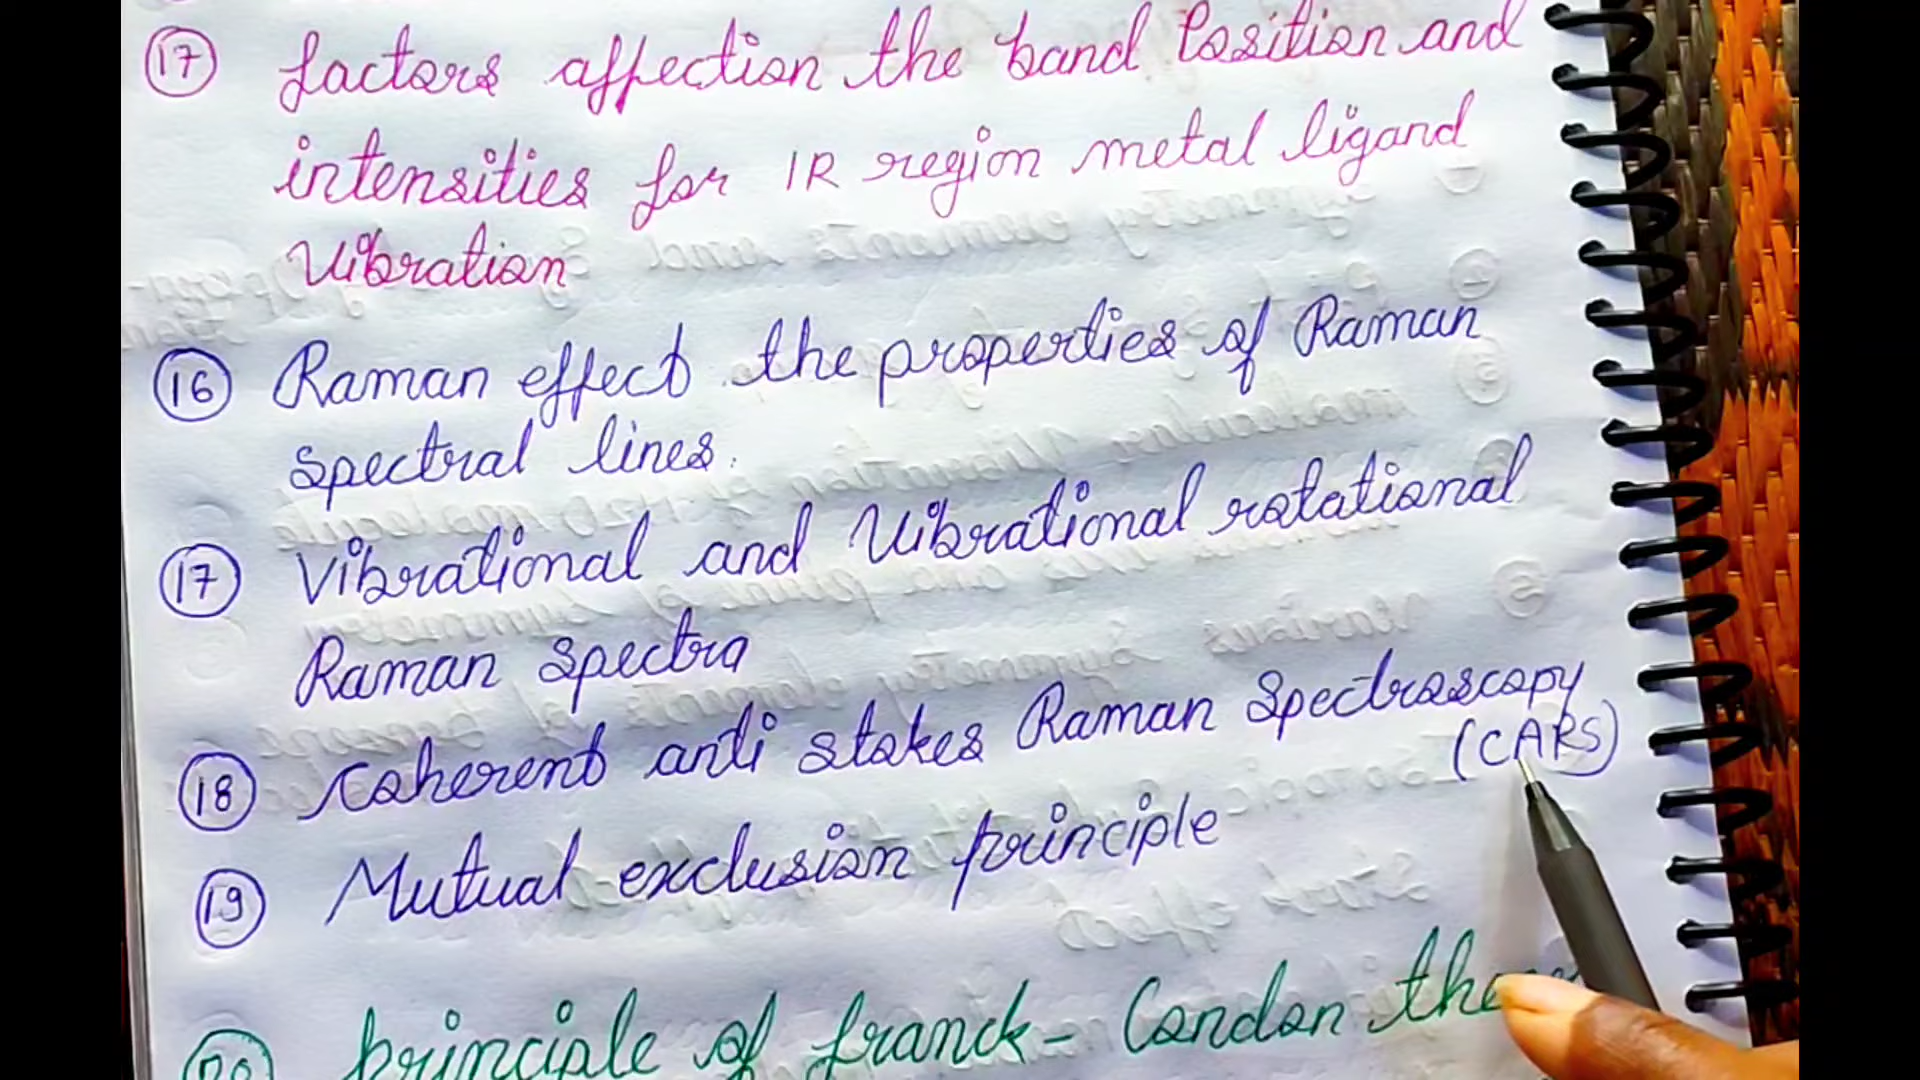 17 factors affection the band Position and
intensities for IR region metal ligand
Vibration
16 Raman effect the properties of Raman
spectral lines.
17 Vibrational and Vibrational rotational
Raman spectra
18 coherent anti stokes Raman Spectroscopy
(CARS)
19 Mutual exclusion principle
20 principle of franck-Condon